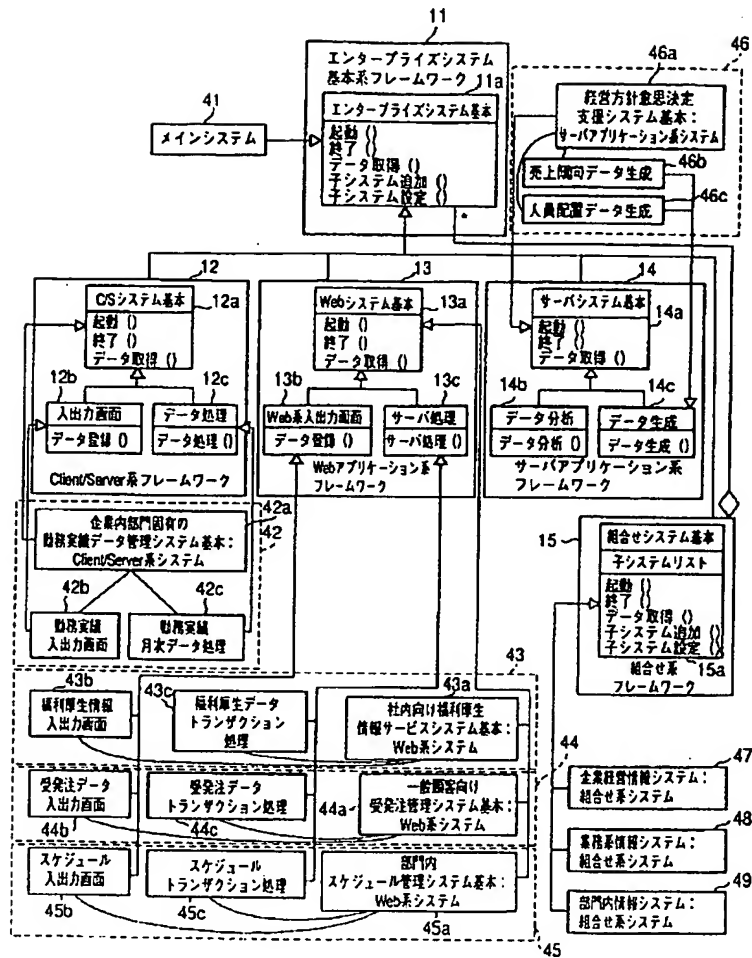 11
エンタープライズシステム
基本系フレームワーク
11a
エンタープライズシステム基本
起動 ()
終了 ()
データ取得 ()
子システム追加 ()
子システム設定 ()
*
41
メインシステム
46
46a
経営方針意思決定
支援システム基本:
サーバアプリケーション系システム
46b
売上傾向データ生成
46c
人員配置データ生成
12
C/Sシステム基本
12a
起動 ()
終了 ()
データ取得 ()
12b
12c
入出力画面
データ登録 ()
データ処理
データ処理 ()
Client/Server系フレームワーク
13
Webシステム基本
13a
起動 ()
終了 ()
データ取得 ()
13b
13c
Web系入出力画面
データ登録 ()
サーバ処理
サーバ処理 ()
Webアプリケーション系
フレームワーク
14
サーバシステム基本
14a
起動 ()
終了 ()
データ取得 ()
14b
14c
データ分析
データ分析 ()
データ生成
データ生成 ()
サーバアプリケーション系
フレームワーク
15
組合せシステム基本
子システムリスト
起動 ()
終了 ()
データ取得 ()
子システム追加 ()
子システム設定 ()
15a
組合せ系
フレームワーク
42a
42
企業内部門固有の
勤務実績データ管理システム基本:
Client/Server系システム
42b
42c
勤務実績
入出力画面
勤務実績
月次データ処理
43
43b
43c
43a
福利厚生情報
入出力画面
福利厚生データ
トランザクション
処理
社内向け福利厚生
情報サービスシステム基本:
Web系システム
44
受発注データ
入出力画面
44b
受発注データ
トランザクション処理
44c
44a
一般顧客向け
受発注管理システム基本:
Web系システム
スケジュール
入出力画面
45b
スケジュール
トランザクション処理
45c
部門内
スケジュール管理システム基本:
Web系システム
45a
45
47
企業経営情報システム:
組合せ系システム
48
業務系情報システム:
組合せ系システム
49
部門内情報システム:
組合せ系システム